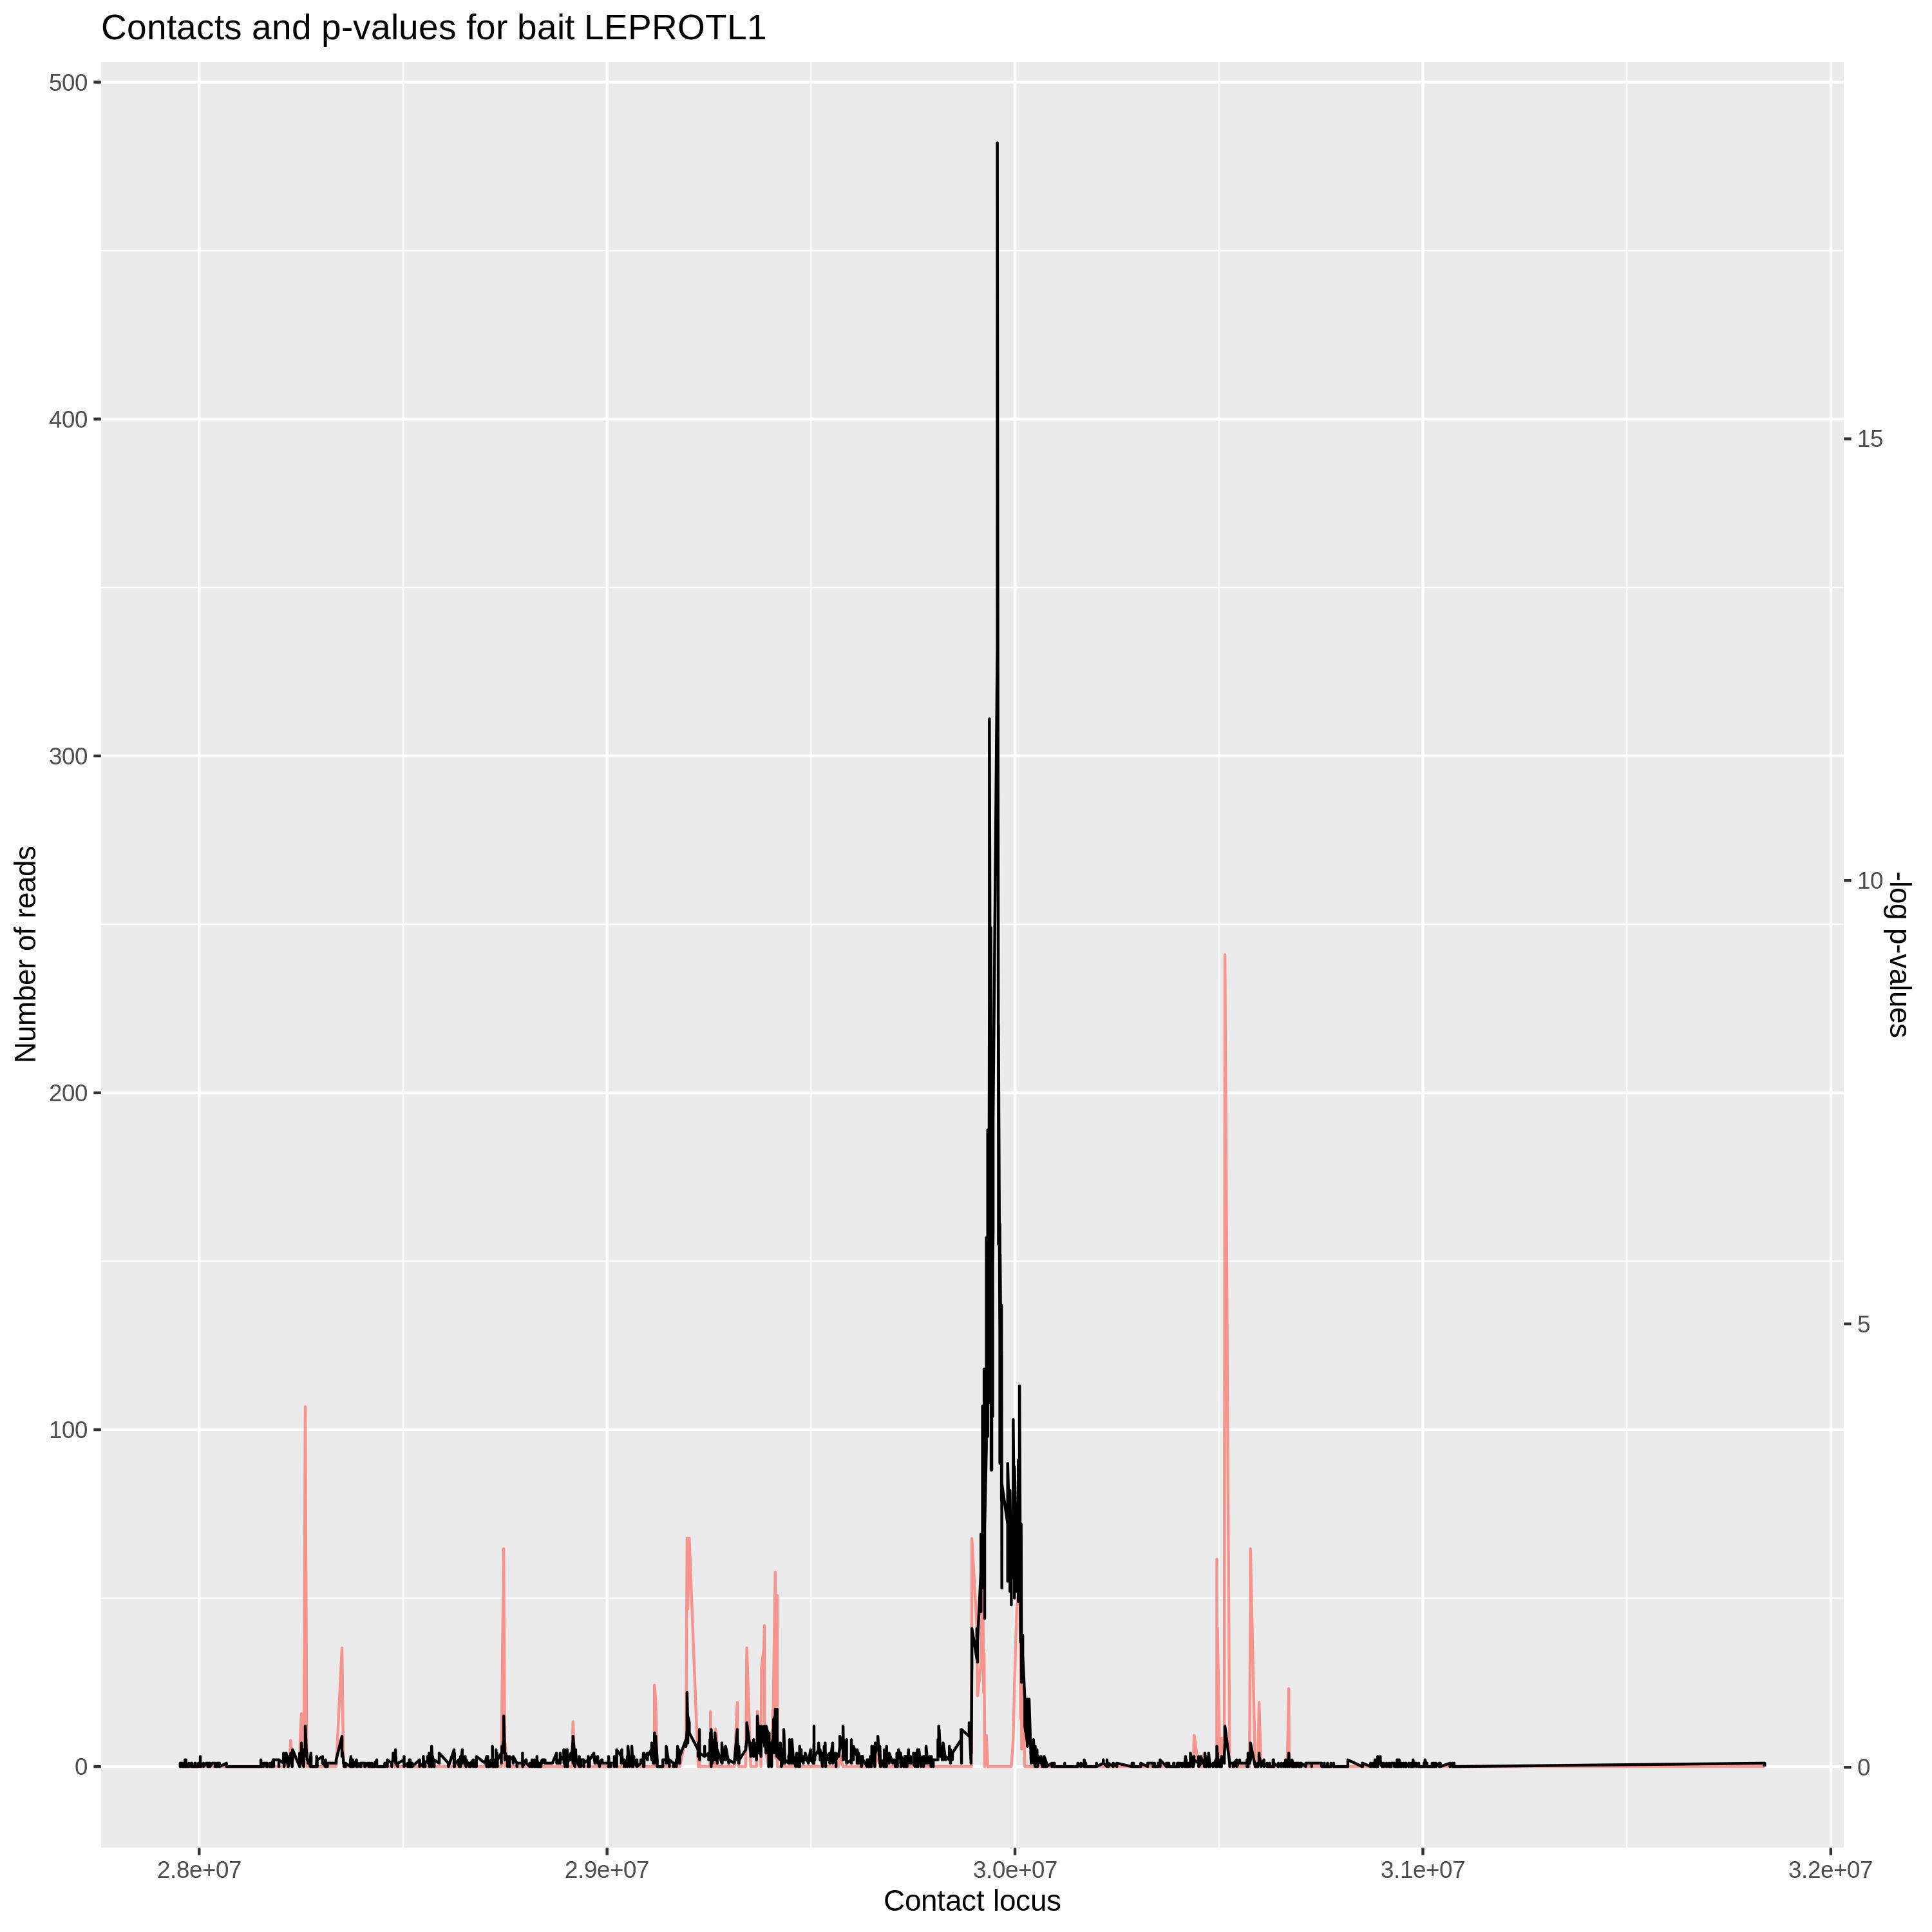 Contacts and p-values for bait LEPROTL1
500
400
300
200
100
0
Number of reads
15
10
5
0
-log p-values
2.8e+07
2.9e+07
3.0e+07
3.1e+07
3.2e+07
Contact locus